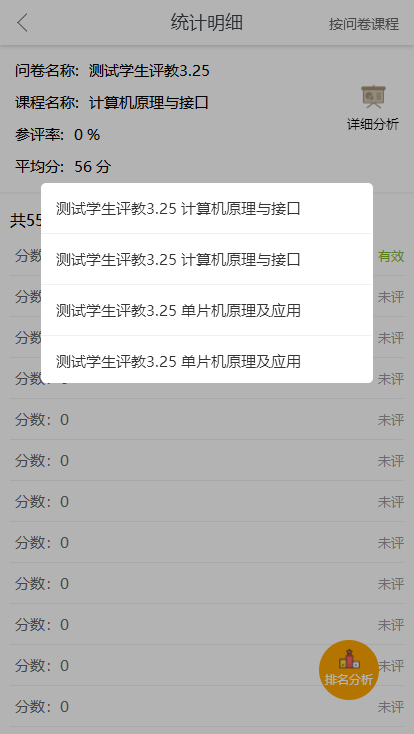 统计明细
按问卷课程
问卷名称：测试学生评教3.25
课程名称：计算机原理与接口
详细分析
参评率：0 %
平均分：56 分
共55
测试学生评教3.25 计算机原理与接口
测试学生评教3.25 计算机原理与接口
测试学生评教3.25 单片机原理及应用
测试学生评教3.25 单片机原理及应用
分数 有效
分数 未评
分数 未评
分数：0 未评
分数：0 未评
分数：0 未评
分数：0 未评
分数：0 未评
分数：0 未评
分数：0 未评
分数：0 未评
排名分析
分数：0 未评